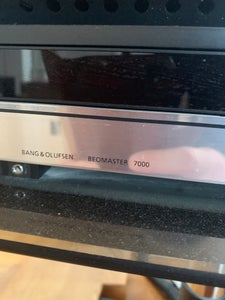 BANG & OLUFSEN BEOMASTER 7000